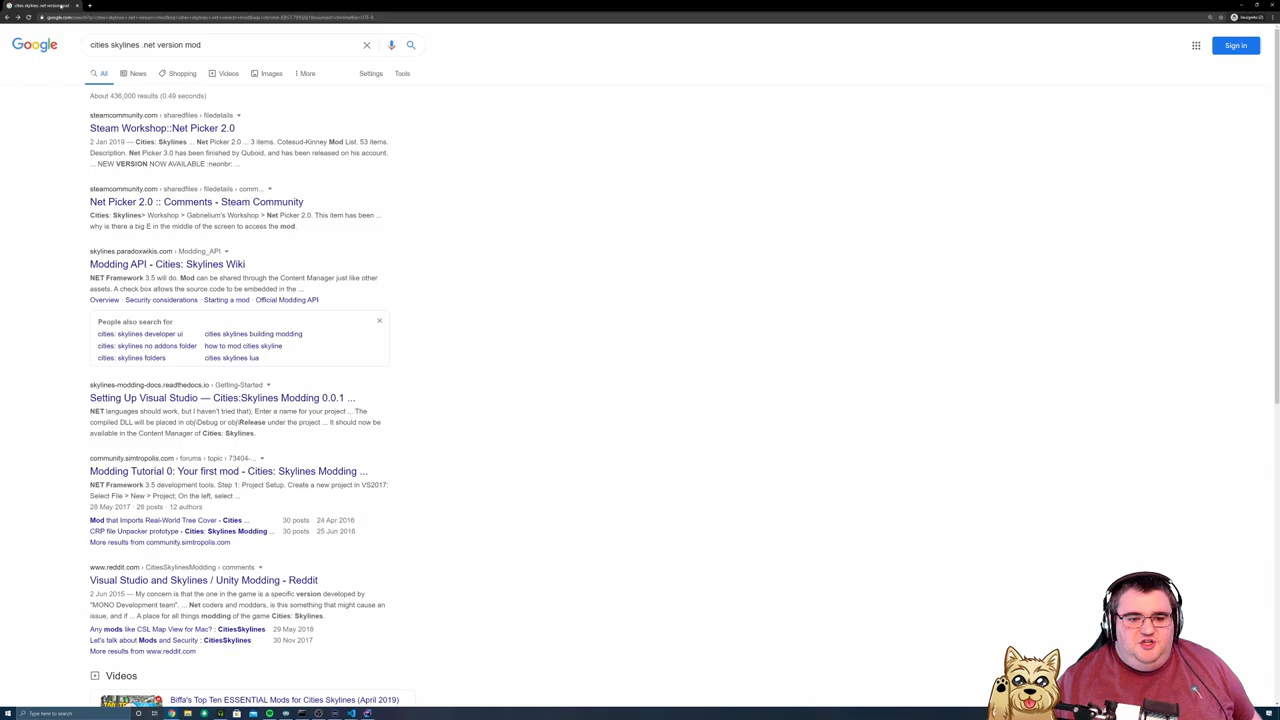 cities skylines .net version mod
Incognito
Google
cities skylines .net version mod
Sign in
All
News
Shopping
Videos
Images
More
Settings
Tools
About 436,000 results (0.49 seconds)
steamcommunity.com › sharedfiles › filedetails
Steam Workshop::Net Picker 2.0
2 Jan 2019 — Cities: Skylines ... Net Picker 2.0 ... 3 items. Cotesud-Kinney Mod List. 53 items.
Description. Net Picker 3.0 has been finished by Quboid, and has been released on his account.
... NEW VERSION NOW AVAILABLE :neonbr: ...
steamcommunity.com › sharedfiles › filedetails › comm...
Net Picker 2.0 :: Comments - Steam Community
Cities: Skylines> Workshop > Gabrielium's Workshop > Net Picker 2.0. This item has been ...
why is there a big E in the middle of the screen to access the mod.
skylines.paradoxwikis.com › Modding_API
Modding API - Cities: Skylines Wiki
NET Framework 3.5 will do. Mod can be shared through the Content Manager just like other
assets. A check box allows the source code to be embedded in the ...
Overview · Security considerations · Starting a mod · Official Modding API
People also search for
cities: skylines developer ui
cities skylines building modding
cities: skylines no addons folder
how to mod cities skyline
cities: skylines folders
cities skylines lua
skylines-modding-docs.readthedocs.io › Getting-Started
Setting Up Visual Studio — Cities:Skylines Modding 0.0.1 ...
NET languages should work, but I haven't tried that); Enter a name for your project ... The
compiled DLL will be placed in obj\Debug or obj\Release under the project ... It should now be
available in the Content Manager of Cities: Skylines.
community.simtropolis.com › forums › topic › 73404-...
Modding Tutorial 0: Your first mod - Cities: Skylines Modding ...
NET Framework 3.5 development tools. Step 1: Project Setup. Create a new project in VS2017:
Select File > New > Project; On the left, select ...
28 May 2017 · 26 posts · 12 authors
Mod that Imports Real-World Tree Cover - Cities ...
30 posts
24 Apr 2016
CRP file Unpacker prototype - Cities: Skylines Modding ...
30 posts
25 Jun 2016
More results from community.simtropolis.com
www.reddit.com › CitiesSkylinesModding › comments
Visual Studio and Skylines / Unity Modding - Reddit
2 Jun 2015 — My concern is that the one in the game is a specific version developed by
"MONO Development team". ... Net coders and modders, is this something that might cause an
issue, and if ... A place for all things modding of the game Cities: Skylines.
Any mods like CSL Map View for Mac? : CitiesSkylines
29 May 2018
Let's talk about Mods and Security : CitiesSkylines
30 Nov 2017
More results from www.reddit.com
Videos
Biffa's Top Ten ESSENTIAL Mods for Cities Skylines (April 2019)
Type here to search